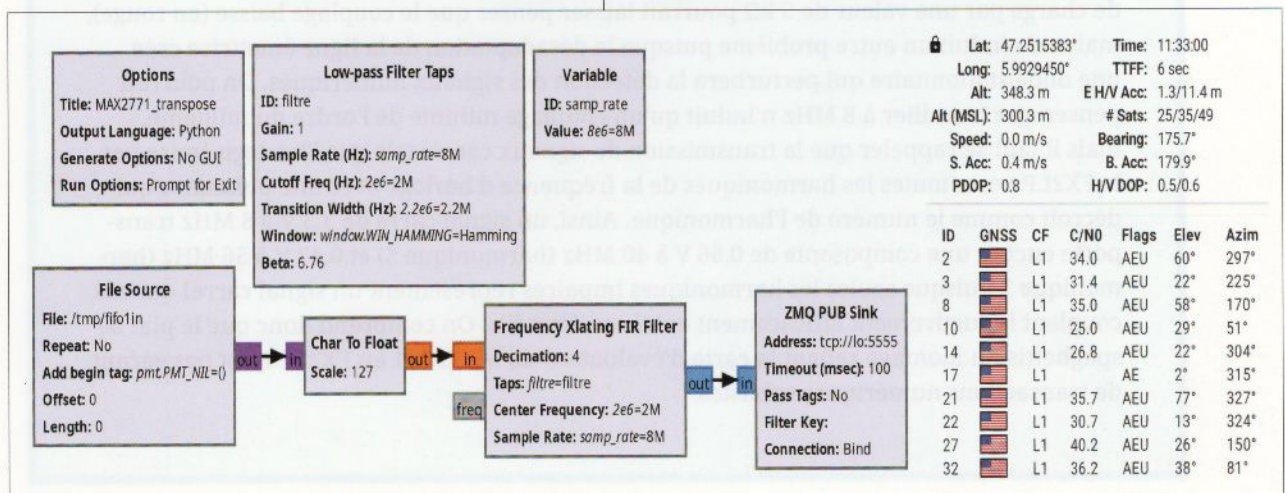 Options
Title: MAX2771_transpose
Output Language: Python
Generate Options: No GUI
Run Options: Prompt for Exit
Low-pass Filter Taps
ID: filtre
Gain: 1
Sample Rate (Hz): samp_rate=8M
Cutoff Freq (Hz): 2e6=2M
Transition Width (Hz): 2.2e6=2.2M
Window: window.WIN_HAMMING=Hamming
Beta: 6.76
Variable
ID: samp_rate
Value: 8e6=8M
File Source
File: /tmp/fifo1in
Repeat: No
Add begin tag: pmt.PMT_NIL=()
Offset: 0
Length: 0
out
in
Char To Float
Scale: 127
out
in
freq
Frequency Xlating FIR Filter
Decimation: 4
Taps: filtre=filtre
Center Frequency: 2e6=2M
Sample Rate: samp_rate=8M
out
in
ZMQ PUB Sink
Address: tcp://lo:5555
Timeout (msec): 100
Pass Tags: No
Filter Key:
Connection: Bind
Lat: 47.2515383° Time: 11:33:00
Long: 5.9929450° TTFF: 6 sec
Alt: 348.3 m E H/V Acc: 1.3/11.4 m
Alt (MSL): 300.3 m # Sats: 25/35/49
Speed: 0.0 m/s Bearing: 175.7°
S. Acc: 0.4 m/s B. Acc: 179.9°
PDOP: 0.8 H/V DOP: 0.5/0.6
ID GNSS CF C/N0 Flags Elev Azim
2 L1 34.0 AEU 60° 297°
3 L1 31.4 AEU 22° 225°
8 L1 45.0 AEU 58° 170°
10 L1 25.0 AEU 29° 51°
14 L1 26.8 AEU 22° 304°
17 L1 AE 2° 315°
21 L1 35.7 AEU 77° 327°
22 L1 30.7 AEU 13° 324°
27 L1 40.2 AEU 26° 150°
32 L1 36.2 AEU 38° 81°